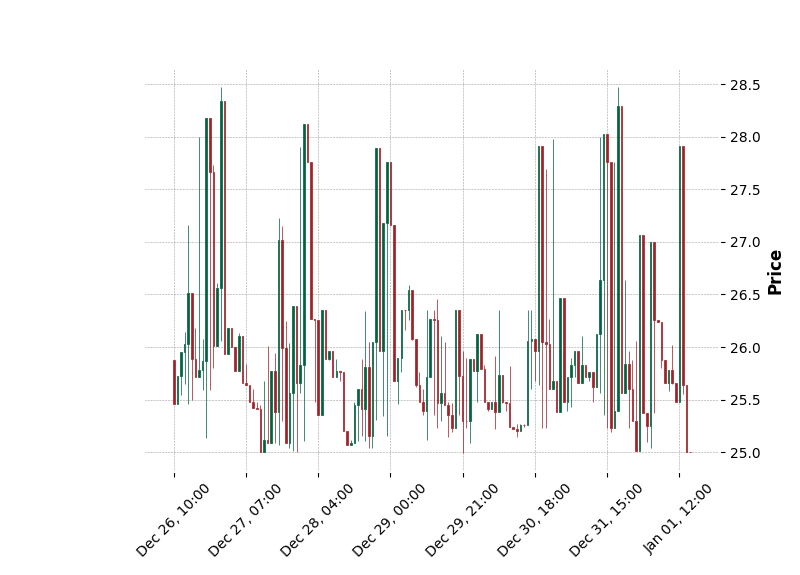 28.5
28.0
27.5
27.0
26.5
26.0
25.5
25.0
Price
Dec 26, 10:00
Dec 27, 07:00
Dec 28, 04:00
Dec 29, 00:00
Dec 29, 21:00
Dec 30, 18:00
Dec 31, 15:00
Jan 01, 12:00